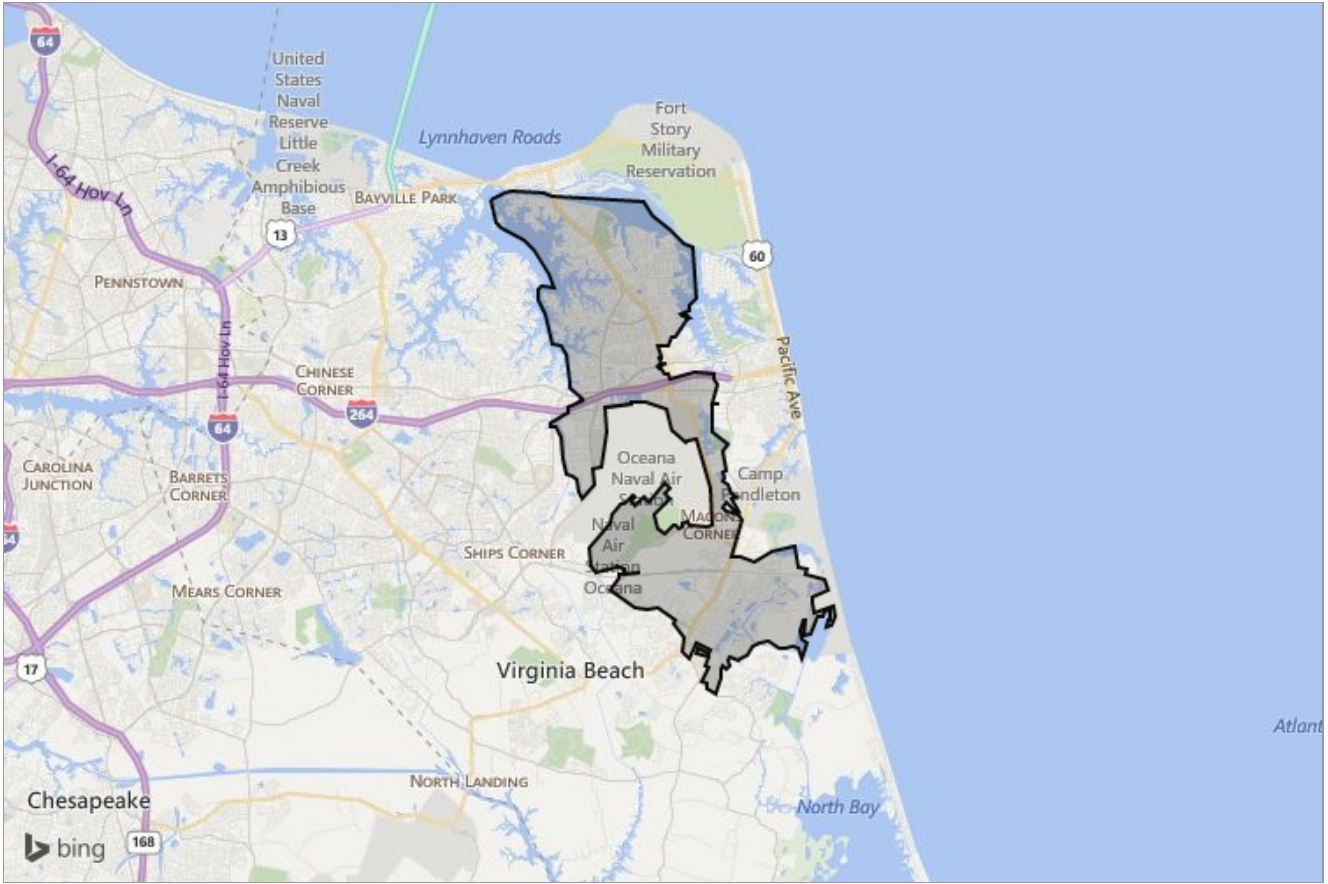 64
United
States
Naval
Reserve
Little
Creek
Amphibious
Base
Lynnhaven Roads
Fort
Story
Military
Reservation
I-64 Hov Ln
BAYVILLE PARK
13
60
PENNSTOWN
I-64 Hov Ln
Pacific Ave
CHINESE
CORNER
264
64
CAROLINA
JUNCTION
BARRETS
CORNER
Oceana
Naval Air
Station
Camp
Pendleton
MACONS
CORNER
64
Naval
Air
Station
Oceana
SHIPS CORNER
MEARS CORNER
17
Virginia Beach
Atlant
NORTH LANDING
Chesapeake
North Bay
168
bing